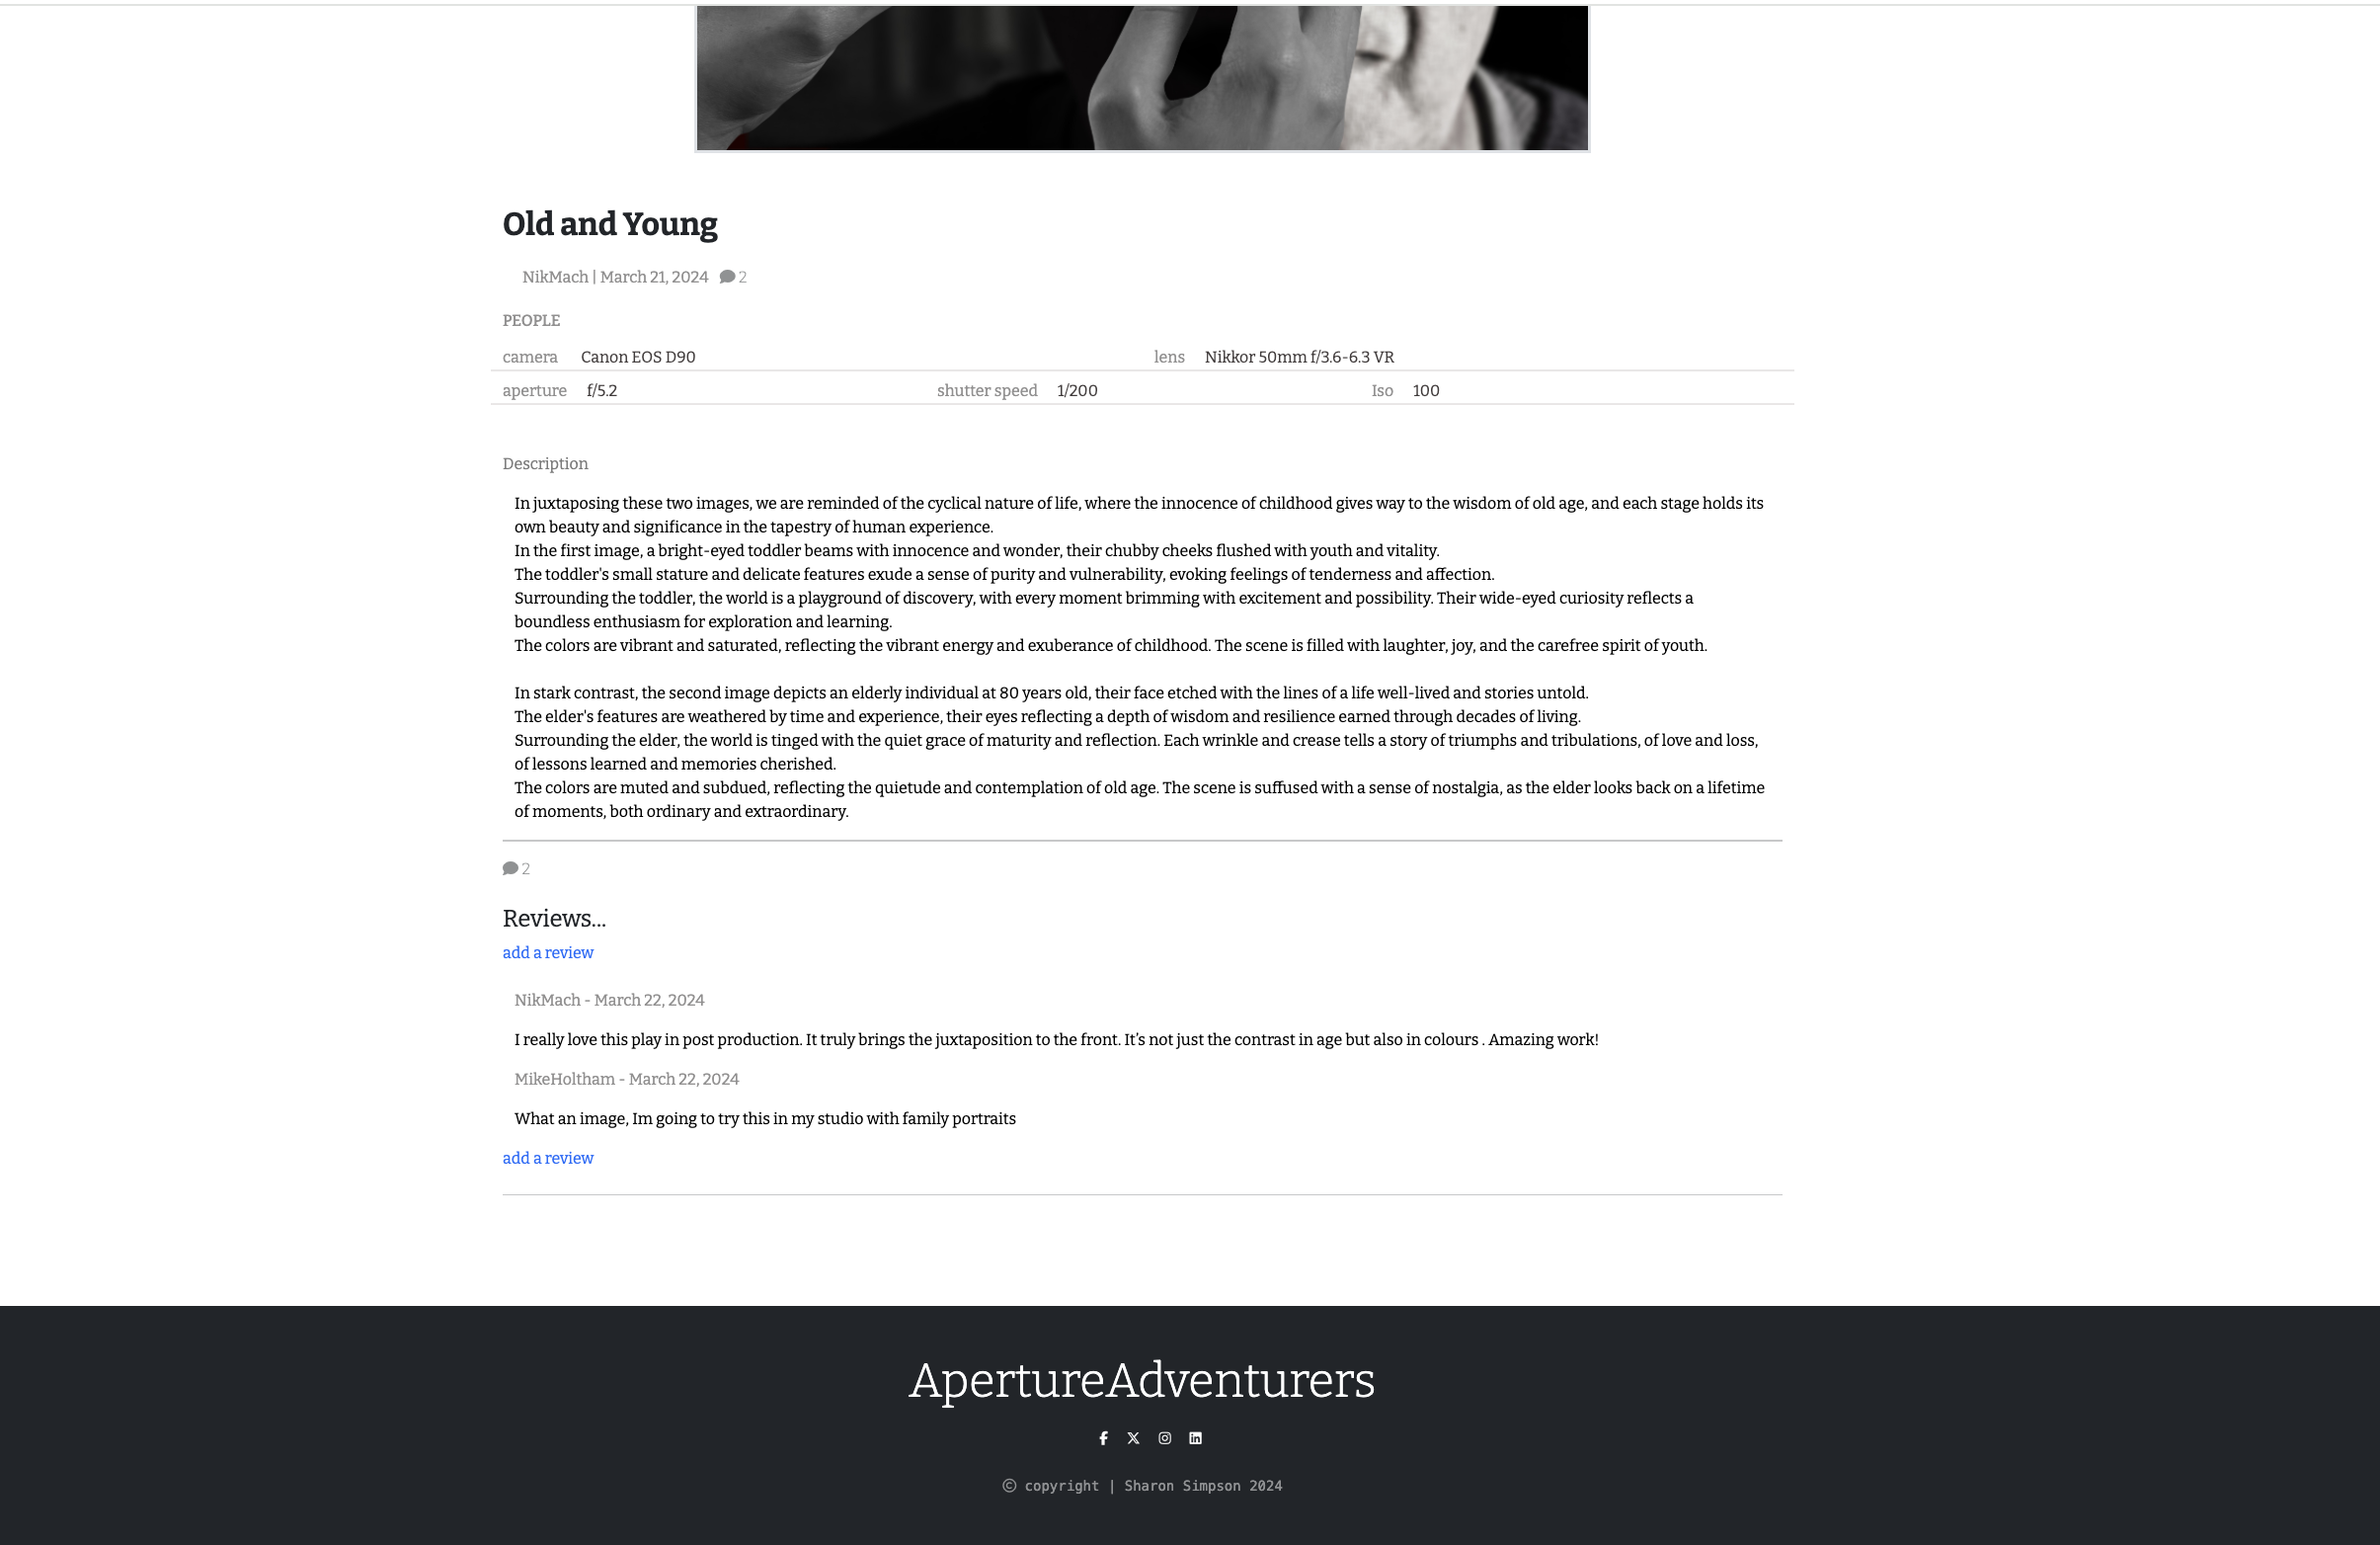 Old and Young
NikMach | March 21, 2024 2
PEOPLE
camera Canon EOS D90 lens Nikkor 50mm f/3.6-6.3 VR
aperture f/5.2 shutter speed 1/200 Iso 100
Description
In juxtaposing these two images, we are reminded of the cyclical nature of life, where the innocence of childhood gives way to the wisdom of old age, and each stage holds its
own beauty and significance in the tapestry of human experience.
In the first image, a bright-eyed toddler beams with innocence and wonder, their chubby cheeks flushed with youth and vitality.
The toddler's small stature and delicate features exude a sense of purity and vulnerability, evoking feelings of tenderness and affection.
Surrounding the toddler, the world is a playground of discovery, with every moment brimming with excitement and possibility. Their wide-eyed curiosity reflects a
boundless enthusiasm for exploration and learning.
The colors are vibrant and saturated, reflecting the vibrant energy and exuberance of childhood. The scene is filled with laughter, joy, and the carefree spirit of youth.
In stark contrast, the second image depicts an elderly individual at 80 years old, their face etched with the lines of a life well-lived and stories untold.
The elder's features are weathered by time and experience, their eyes reflecting a depth of wisdom and resilience earned through decades of living.
Surrounding the elder, the world is tinged with the quiet grace of maturity and reflection. Each wrinkle and crease tells a story of triumphs and tribulations, of love and loss,
of lessons learned and memories cherished.
The colors are muted and subdued, reflecting the quietude and contemplation of old age. The scene is suffused with a sense of nostalgia, as the elder looks back on a lifetime
of moments, both ordinary and extraordinary.
2
Reviews...
add a review
NikMach - March 22, 2024
I really love this play in post production. It truly brings the juxtaposition to the front. It's not just the contrast in age but also in colours . Amazing work!
MikeHoltham - March 22, 2024
What an image, Im going to try this in my studio with family portraits
add a review
ApertureAdventurers
© copyright | Sharon Simpson 2024